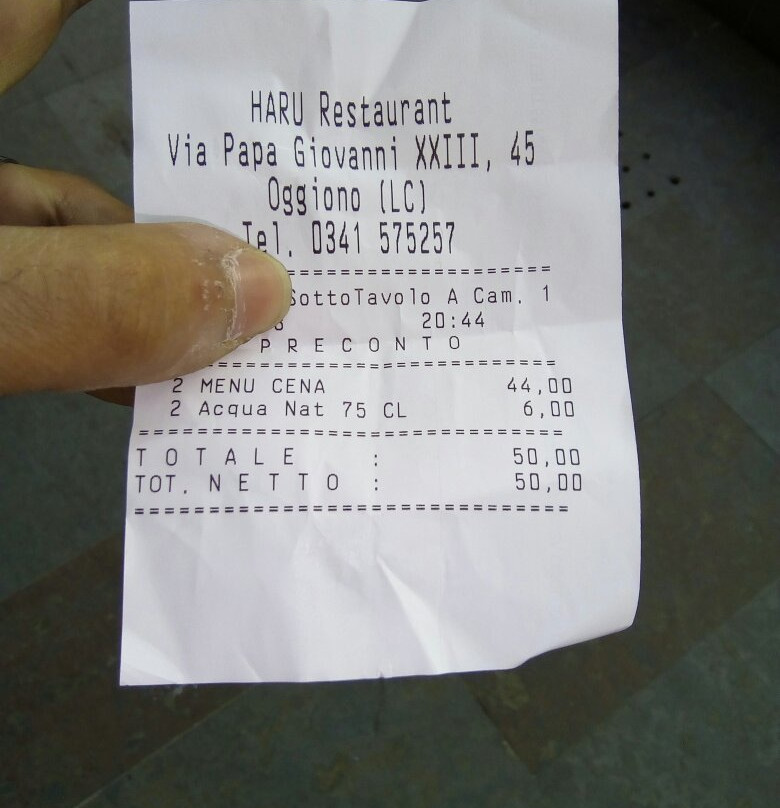 HARU Restaurant
Via Papa Giovanni XXIII, 45
Oggiono (LC)
Tel. 0341 575257
==================
SottoTavolo A Cam. 1
20:44
P R E C O N T O
==================
2 MENU CENA 44,00
2 Acqua Nat 75 CL 6,00
==================
T O T A L E : 50,00
TOT. N E T T O : 50,00
==================